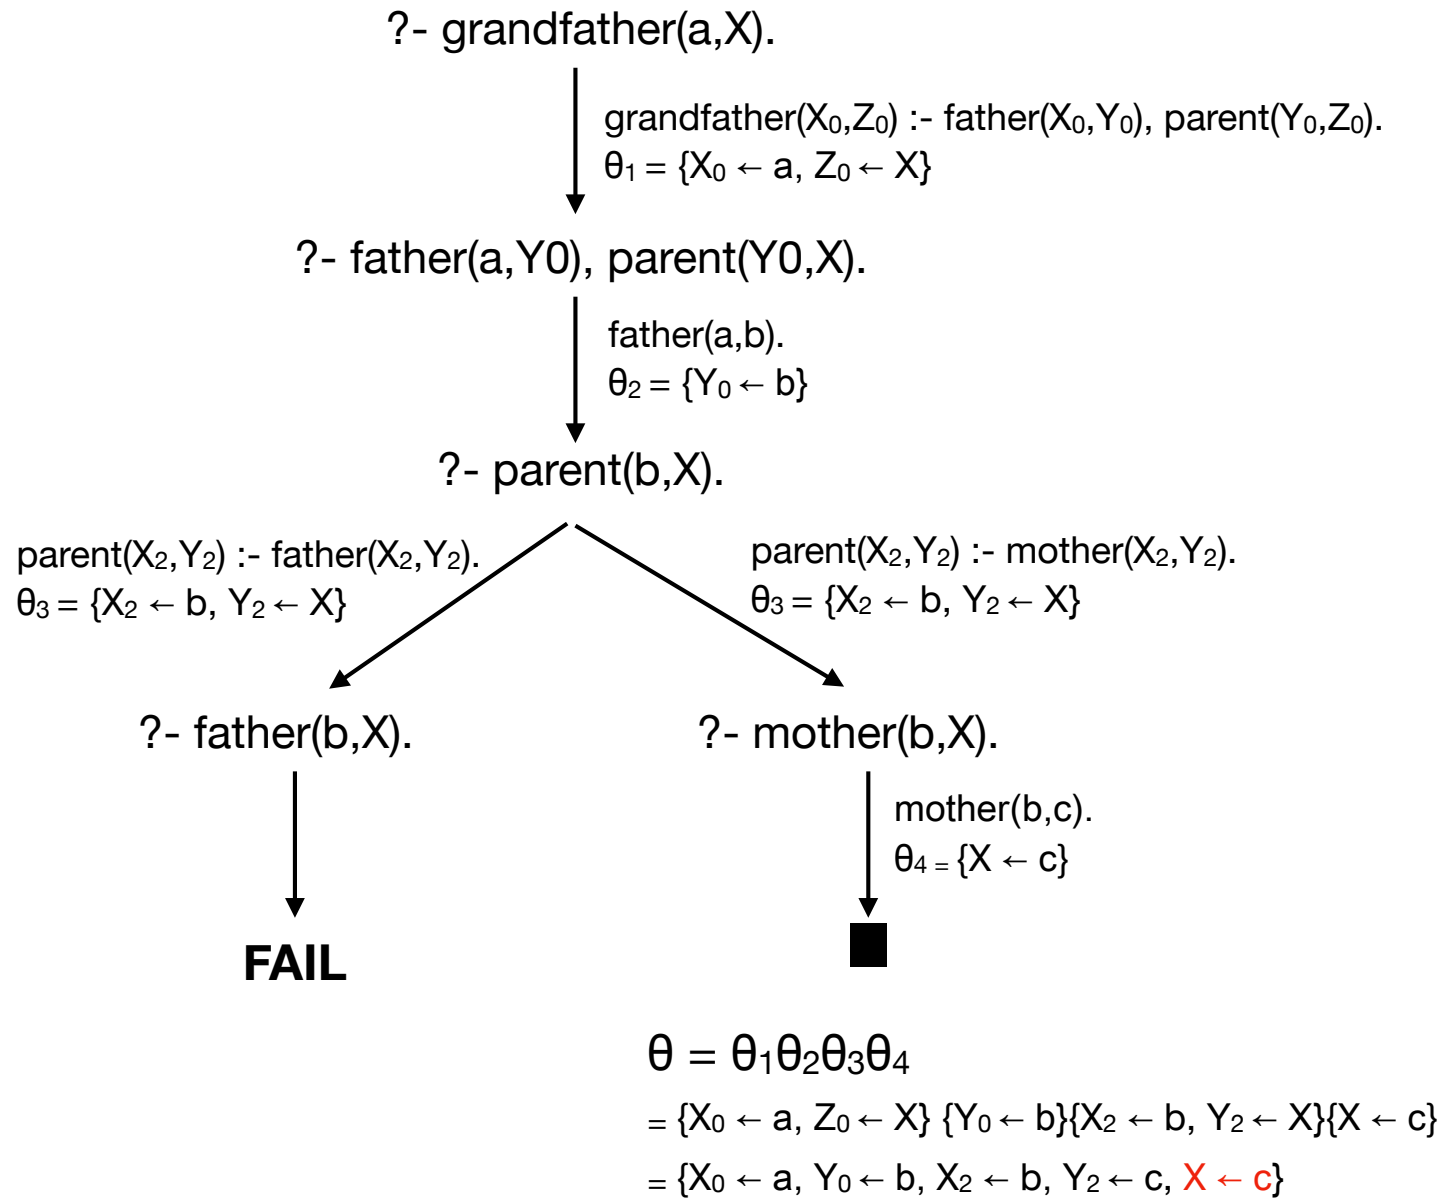 ?- grandfather(a,X).
grandfather(X₀,Z₀) :- father(X₀,Y₀), parent(Y₀,Z₀).
θ₁ = {X₀ ← a, Z₀ ← X}
?- father(a,Y0), parent(Y0,X).
father(a,b).
θ₂ = {Y₀ ← b}
?- parent(b,X).
parent(X₂,Y₂) :- father(X₂,Y₂).
θ₃ = {X₂ ← b, Y₂ ← X}
parent(X₂,Y₂) :- mother(X₂,Y₂).
θ₃ = {X₂ ← b, Y₂ ← X}
?- father(b,X).
?- mother(b,X).
mother(b,c).
θ₄ = {X ← c}
FAIL
θ = θ₁θ₂θ₃θ₄
= {X₀ ← a, Z₀ ← X} {Y₀ ← b}{X₂ ← b, Y₂ ← X}{X ← c}
= {X₀ ← a, Y₀ ← b, X₂ ← b, Y₂ ← c, X ← c}